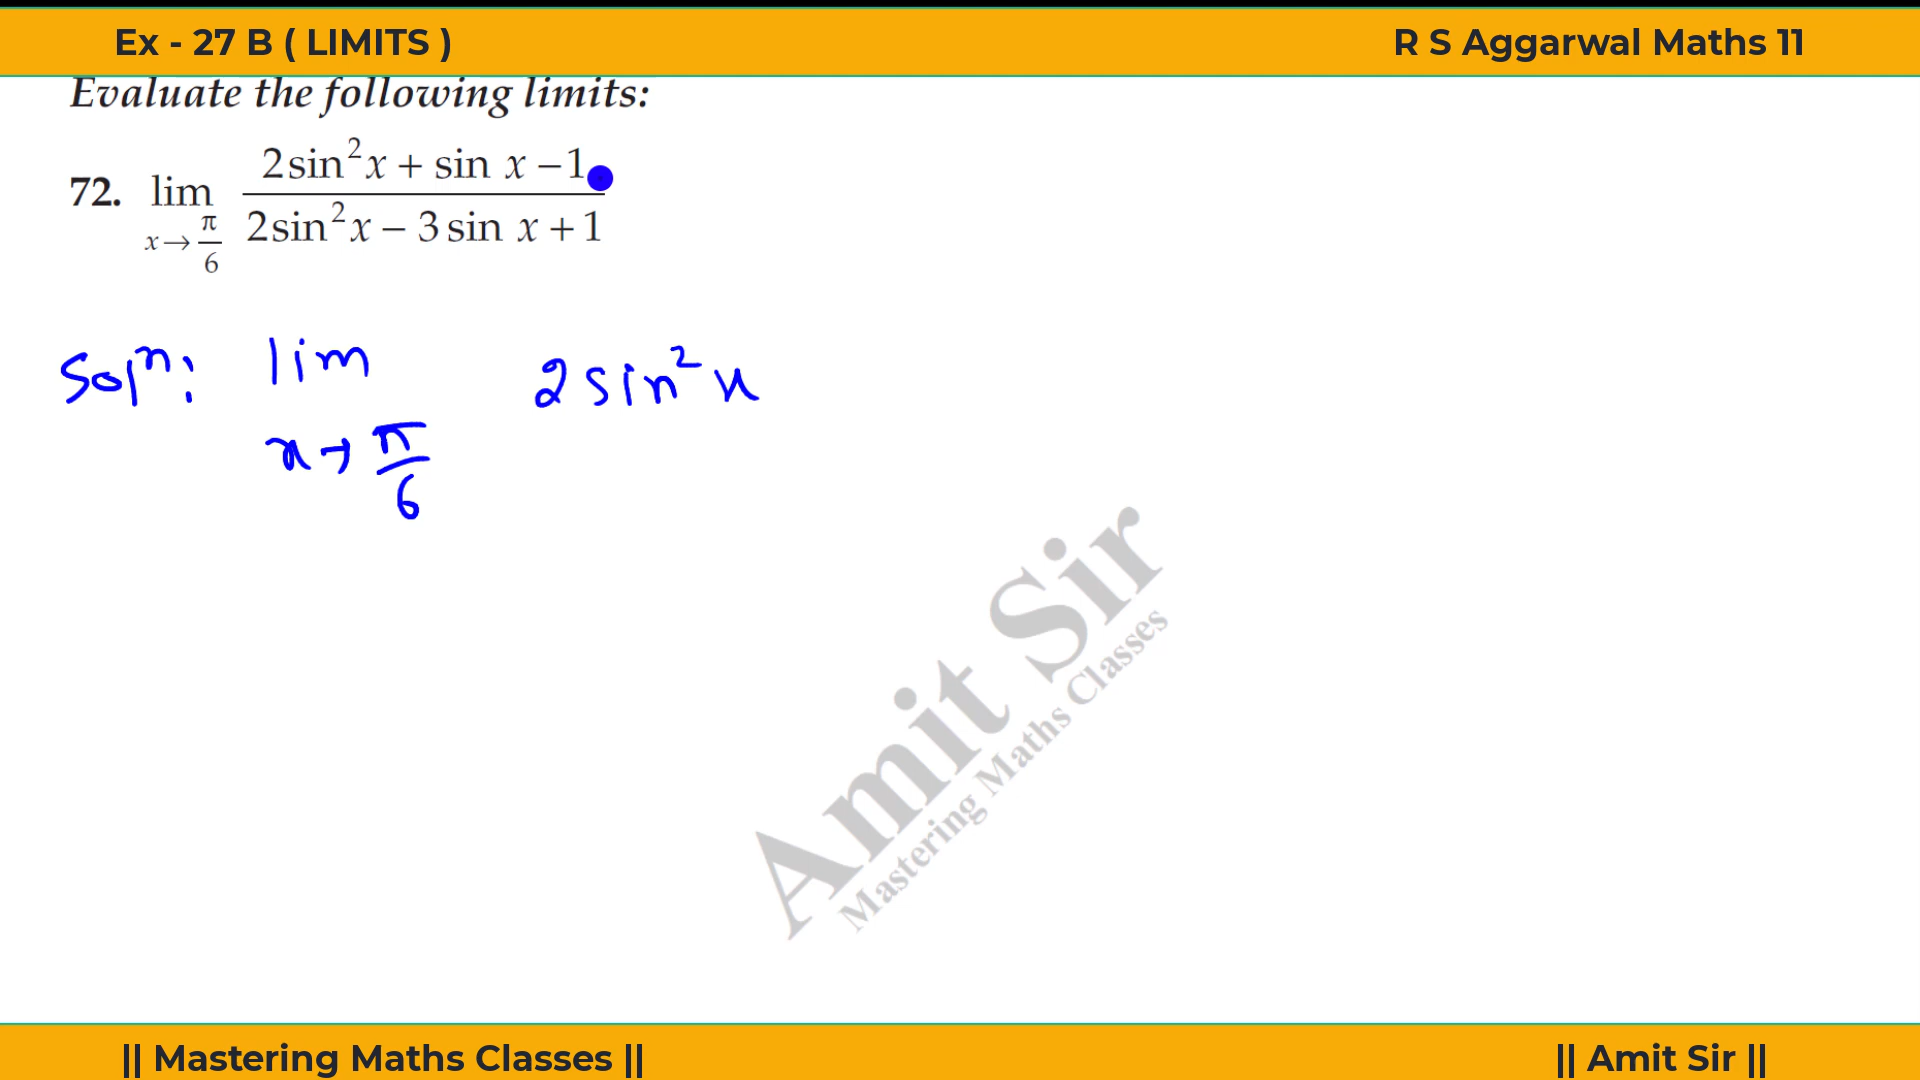 Ex - 27 B ( LIMITS )
R S Aggarwal Maths 11
Evaluate the following limits:
72. lim x→π/6 (2sin²x + sin x − 1)/(2sin²x − 3 sin x + 1)
Solⁿ: lim x→π/6 2sin²x
Amit Sir
Mastering Maths Classes
|| Mastering Maths Classes ||
|| Amit Sir ||